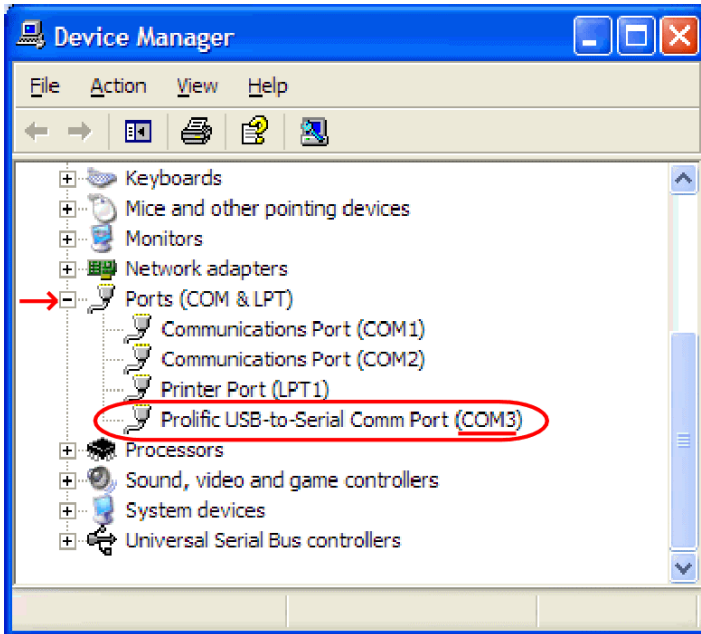 Device Manager
File Action View Help
Keyboards
Mice and other pointing devices
Monitors
Network adapters
Ports (COM & LPT)
Communications Port (COM1)
Communications Port (COM2)
Printer Port (LPT1)
Prolific USB-to-Serial Comm Port (COM3)
Processors
Sound, video and game controllers
System devices
Universal Serial Bus controllers